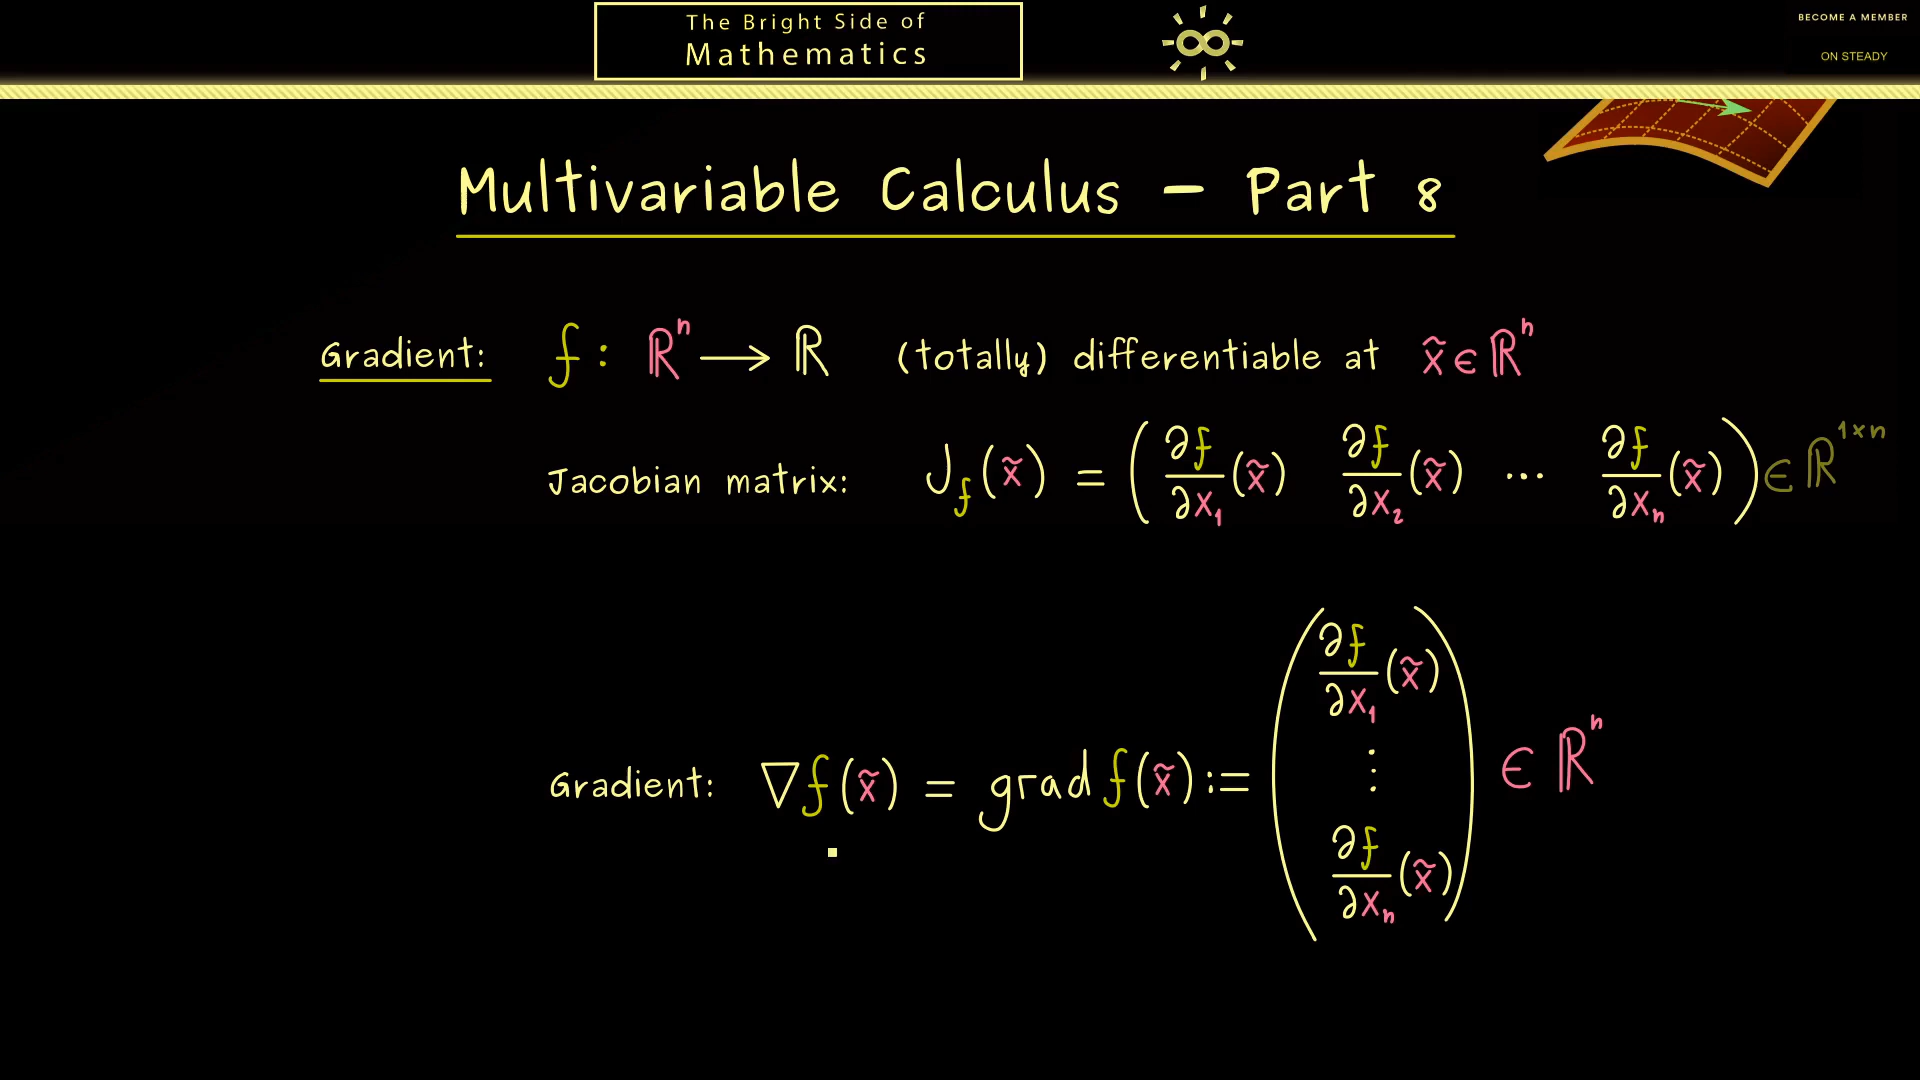 The Bright Side of
Mathematics
BECOME A MEMBER
ON STEADY
Multivariable Calculus – Part 8
Gradient: f : ℝⁿ ⟶ ℝ (totally) differentiable at x̃ ∈ ℝⁿ
Jacobian matrix: J_f(x̃) = ( ∂f/∂x₁(x̃) ∂f/∂x₂(x̃) ⋯ ∂f/∂xₙ(x̃) ) ∈ ℝ^{1×n}
Gradient: ∇f(x̃) = grad f(x̃) := ( ∂f/∂x₁(x̃) ⋮ ∂f/∂xₙ(x̃) ) ∈ ℝⁿ